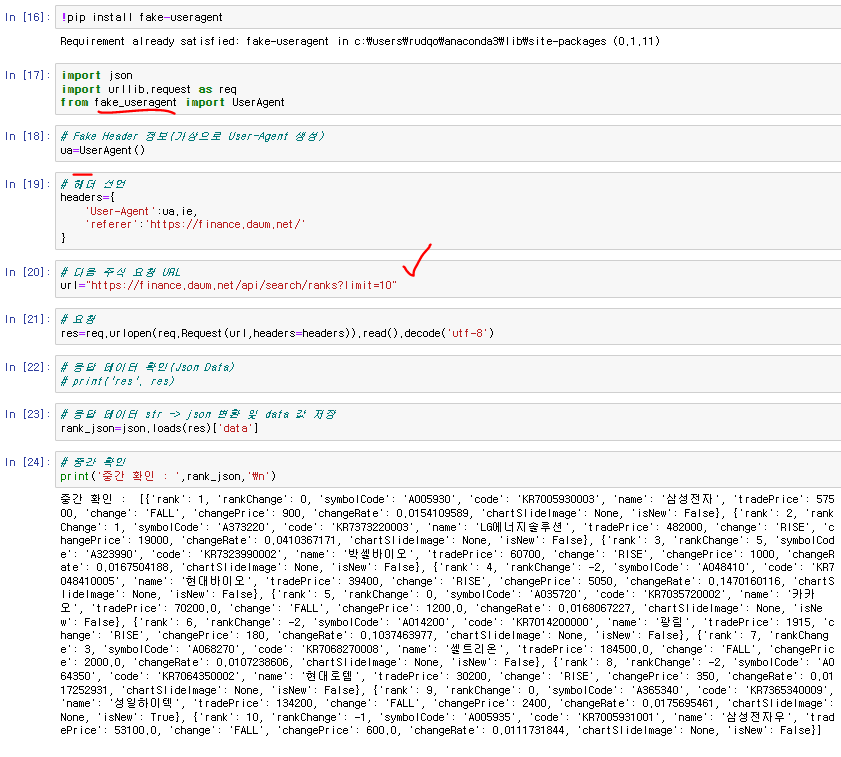 In [16]: !pip install fake-useragent
Requirement already satisfied: fake-useragent in c:₩users₩rudqo₩anaconda3₩lib₩site-packages (0.1.11)
In [17]: import json
import urllib.request as req
from fake_useragent import UserAgent
In [18]: # Fake Header 정보(가상으로 User-Agent 생성)
ua=UserAgent()
In [19]: # 헤더 선언
headers={
'User-Agent':ua.ie,
'referer':'https://finance.daum.net/'
}
In [20]: # 다음 주식 요청 URL
url="https://finance.daum.net/api/search/ranks?limit=10"
In [21]: # 요청
res=req.urlopen(req.Request(url,headers=headers)).read().decode('utf-8')
In [22]: # 응답 데이터 확인(Json Data)
# print('res', res)
In [23]: # 응답 데이터 str -> json 변환 및 data 값 저장
rank_json=json.loads(res)['data']
In [24]: # 중간 확인
print('중간 확인 : ',rank_json,'₩n')
중간 확인 :  [{'rank': 1, 'rankChange': 0, 'symbolCode': 'A005930', 'code': 'KR7005930003', 'name': '삼성전자', 'tradePrice': 575
00, 'change': 'FALL', 'changePrice': 900, 'changeRate': 0.0154109589, 'chartSlideImage': None, 'isNew': False}, {'rank': 2, 'rank
Change': 1, 'symbolCode': 'A373220', 'code': 'KR7373220003', 'name': 'LG에너지솔루션', 'tradePrice': 482000, 'change': 'RISE', 'c
hangePrice': 19000, 'changeRate': 0.0410367171, 'chartSlideImage': None, 'isNew': False}, {'rank': 3, 'rankChange': 5, 'symbolCod
e': 'A323990', 'code': 'KR7323990002', 'name': '박셀바이오', 'tradePrice': 60700, 'change': 'RISE', 'changePrice': 1000, 'changeR
ate': 0.0167504188, 'chartSlideImage': None, 'isNew': False}, {'rank': 4, 'rankChange': -2, 'symbolCode': 'A048410', 'code': 'KR
7048410005', 'name': '현대바이오', 'tradePrice': 39400, 'change': 'RISE', 'changePrice': 5050, 'changeRate': 0.1470160116, 'chartS
lideImage': None, 'isNew': False}, {'rank': 5, 'rankChange': 0, 'symbolCode': 'A035720', 'code': 'KR7035720002', 'name': '카카
오', 'tradePrice': 70200.0, 'change': 'FALL', 'changePrice': 1200.0, 'changeRate': 0.0168067227, 'chartSlideImage': None, 'isNe
w': False}, {'rank': 6, 'rankChange': -2, 'symbolCode': 'A014200', 'code': 'KR7014200000', 'name': '광림', 'tradePrice': 1915, 'c
hange': 'RISE', 'changePrice': 180, 'changeRate': 0.1037463977, 'chartSlideImage': None, 'isNew': False}, {'rank': 7, 'rankChang
e': 3, 'symbolCode': 'A068270', 'code': 'KR7068270008', 'name': '셀트리온', 'tradePrice': 184500.0, 'change': 'FALL', 'changePric
e': 2000.0, 'changeRate': 0.0107238606, 'chartSlideImage': None, 'isNew': False}, {'rank': 8, 'rankChange': -2, 'symbolCode': 'A0
64350', 'code': 'KR7064350002', 'name': '현대로템', 'tradePrice': 30200, 'change': 'RISE', 'changePrice': 350, 'changeRate': 0.01
17252931, 'chartSlideImage': None, 'isNew': False}, {'rank': 9, 'rankChange': 0, 'symbolCode': 'A365340', 'code': 'KR7365340009',
'name': '성일하이텍', 'tradePrice': 134200, 'change': 'FALL', 'changePrice': 2400, 'changeRate': 0.0175695461, 'chartSlideImage':
None, 'isNew': True}, {'rank': 10, 'rankChange': -1, 'symbolCode': 'A005935', 'code': 'KR7005931001', 'name': '삼성전자우', 'trad
ePrice': 53100.0, 'change': 'FALL', 'changePrice': 600.0, 'changeRate': 0.0111731844, 'chartSlideImage': None, 'isNew': False}]